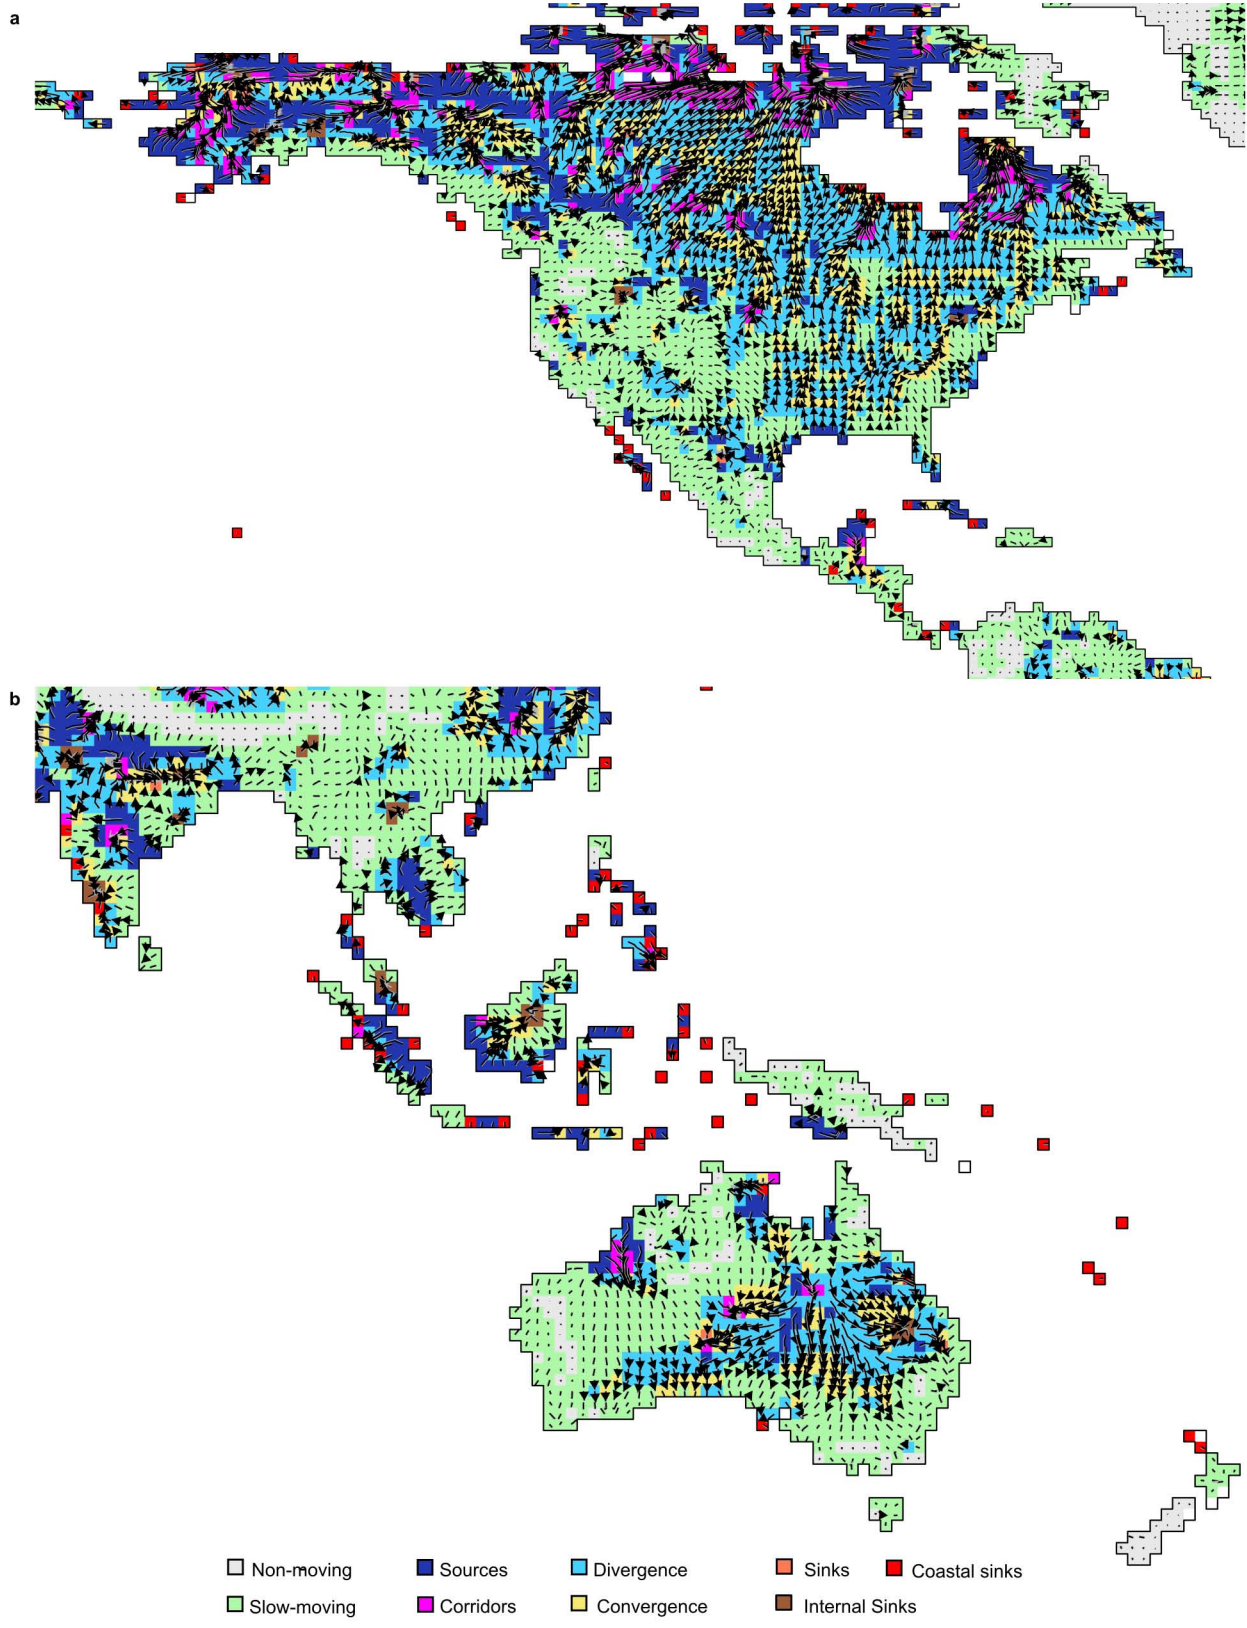 a
b
Non-moving Sources Divergence Sinks Coastal sinks
Slow-moving Corridors Convergence Internal Sinks